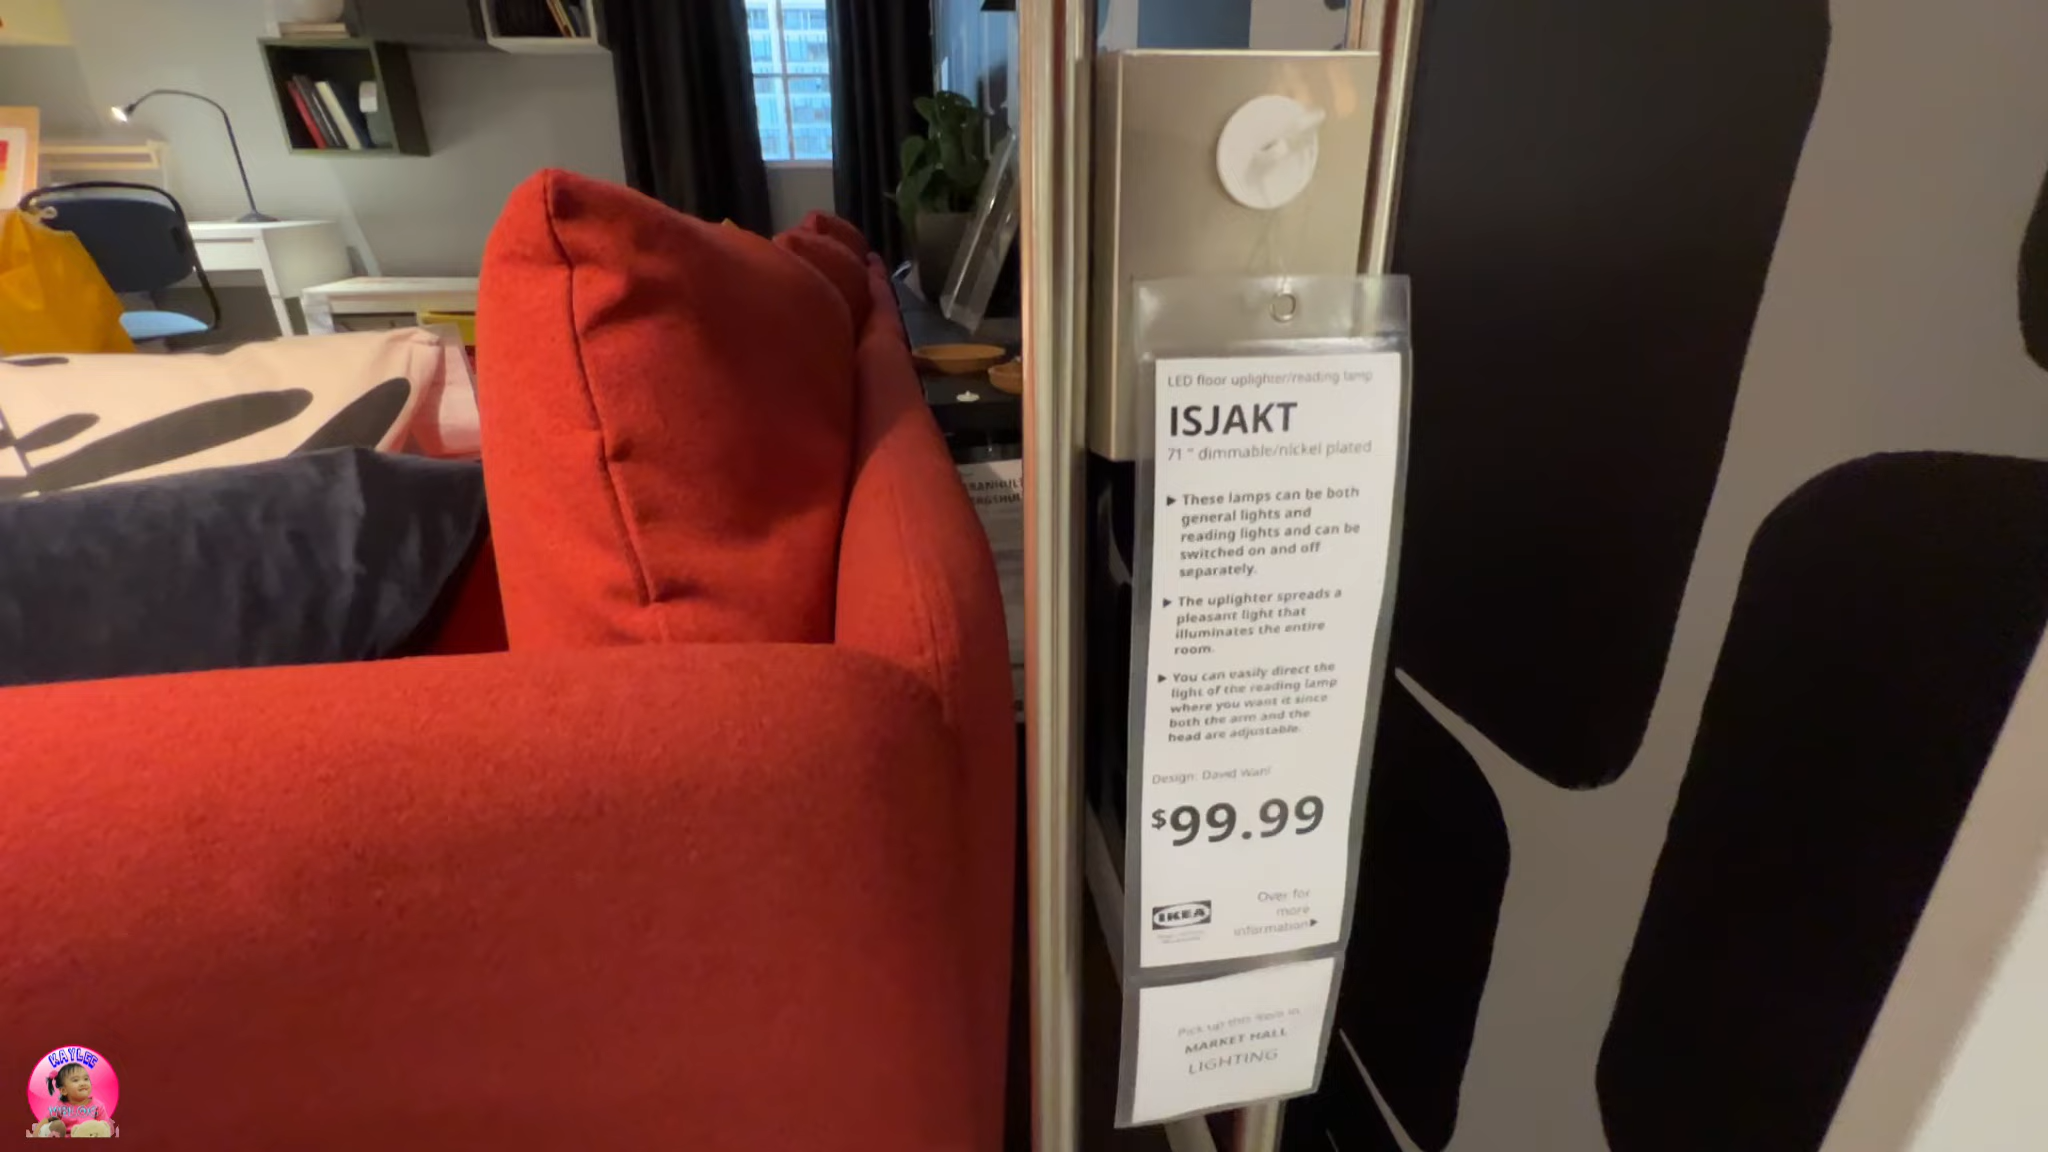 LED floor uplighter/reading lamp
ISJAKT
71" dimmable/nickel plated
▶ These lamps can be both
general lights and
reading lights and can be
switched on and off
separately.
▶ The uplighter spreads a
pleasant light that
illuminates the entire
room.
▶ You can easily direct the
light of the reading lamp
where you want it since
both the arm and the
head are adjustable.
Design: David Wahl
$99.99
IKEA
Over for
more
information▶
Pick up this item in
MARKET HALL
LIGHTING
KAYLEE